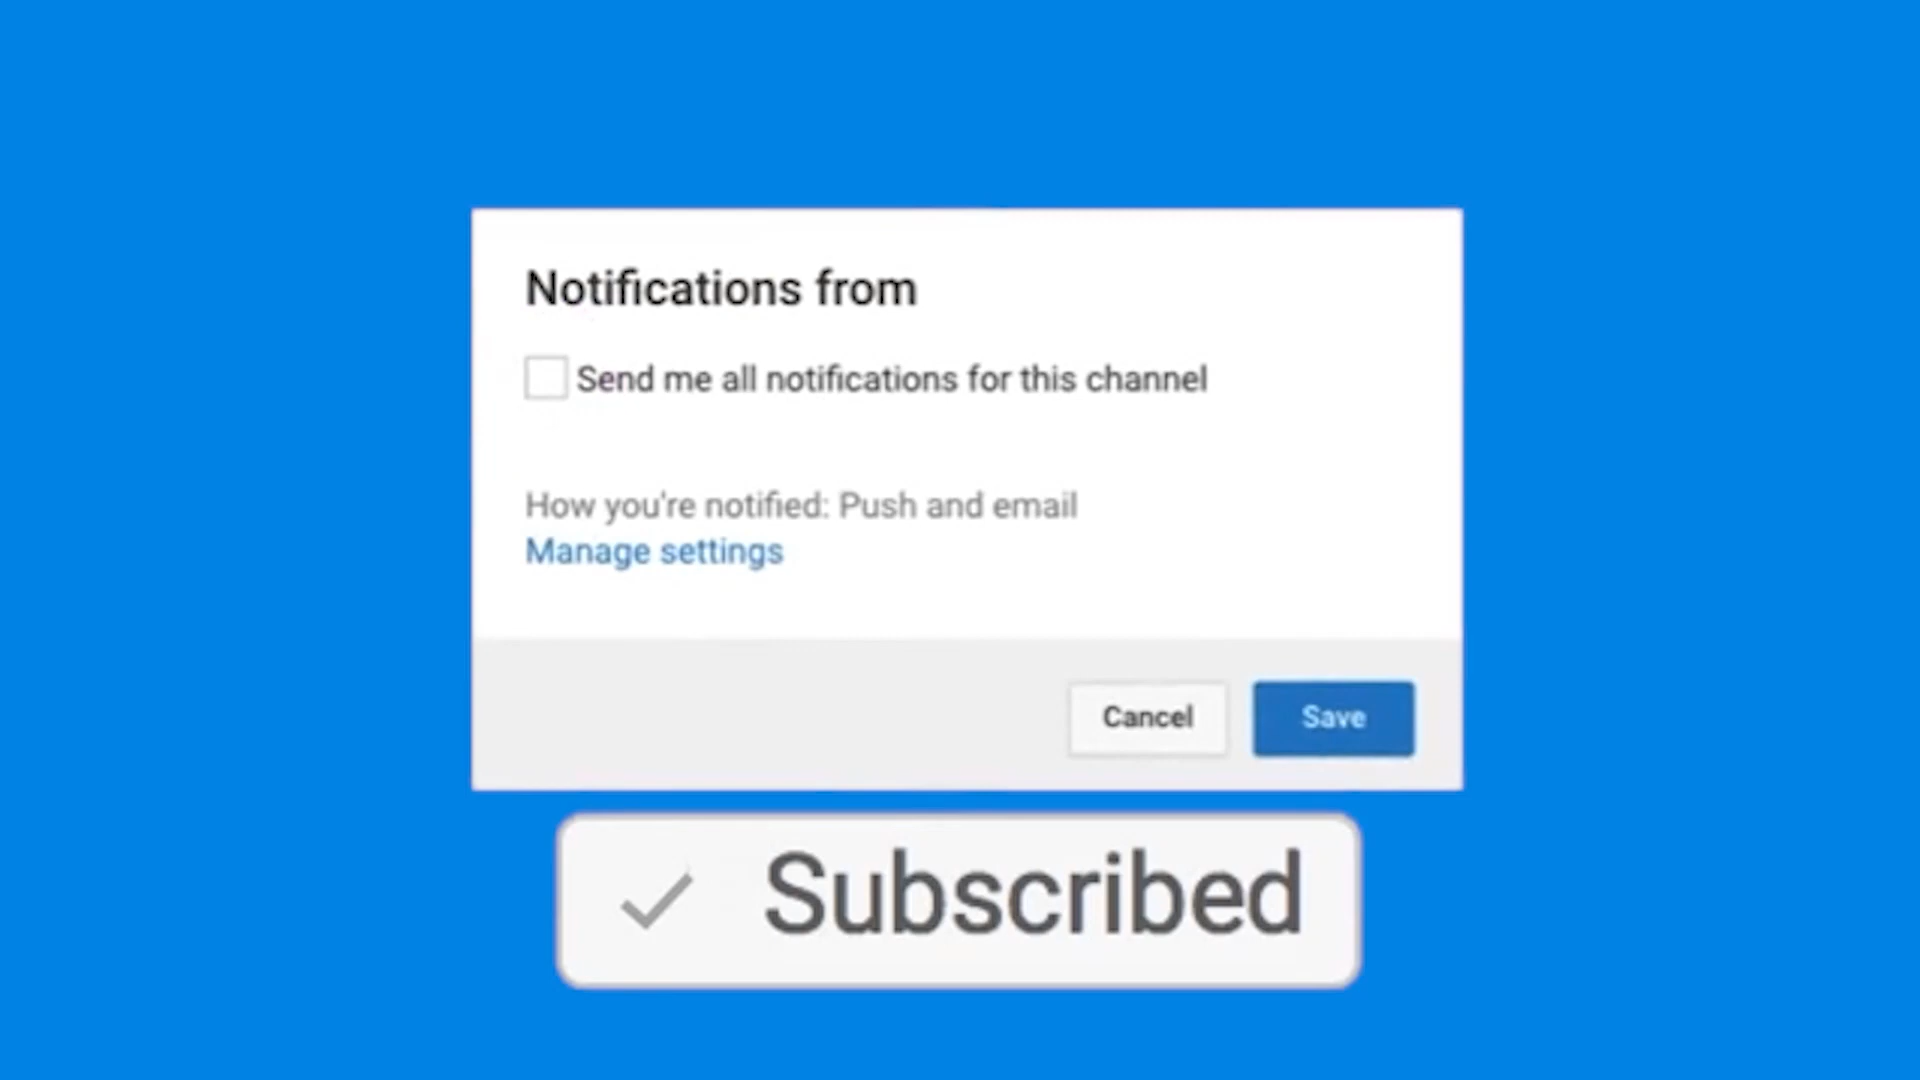 Notifications from
Send me all notifications for this channel
How you're notified: Push and email
Manage settings
Cancel
Save
Subscribed